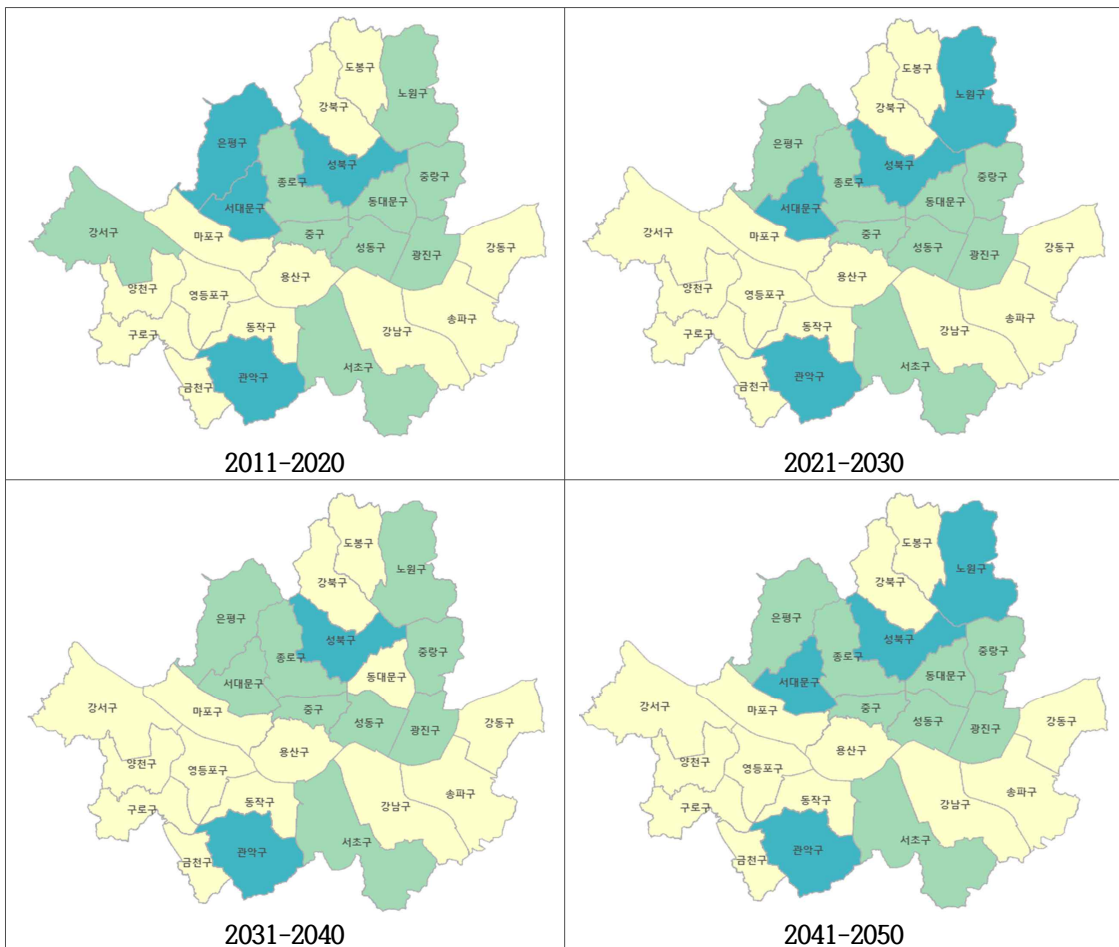 도봉구
노원구
강북구
은평구
성북구
종로구
중랑구
서대문구
동대문구
강서구
마포구
중구
성동구
광진구
강동구
용산구
양천구
영등포구
송파구
동작구
강남구
구로구
관악구
서초구
금천구
2011-2020
도봉구
노원구
강북구
은평구
성북구
종로구
중랑구
서대문구
동대문구
강서구
마포구
중구
성동구
광진구
강동구
용산구
양천구
영등포구
송파구
동작구
강남구
구로구
관악구
서초구
금천구
2021-2030
도봉구
노원구
강북구
은평구
성북구
종로구
중랑구
서대문구
동대문구
강서구
마포구
중구
성동구
광진구
강동구
용산구
양천구
영등포구
송파구
동작구
강남구
구로구
관악구
서초구
금천구
2031-2040
도봉구
노원구
강북구
은평구
성북구
종로구
중랑구
서대문구
동대문구
강서구
마포구
중구
성동구
광진구
강동구
용산구
양천구
영등포구
송파구
동작구
강남구
구로구
관악구
서초구
금천구
2041-2050